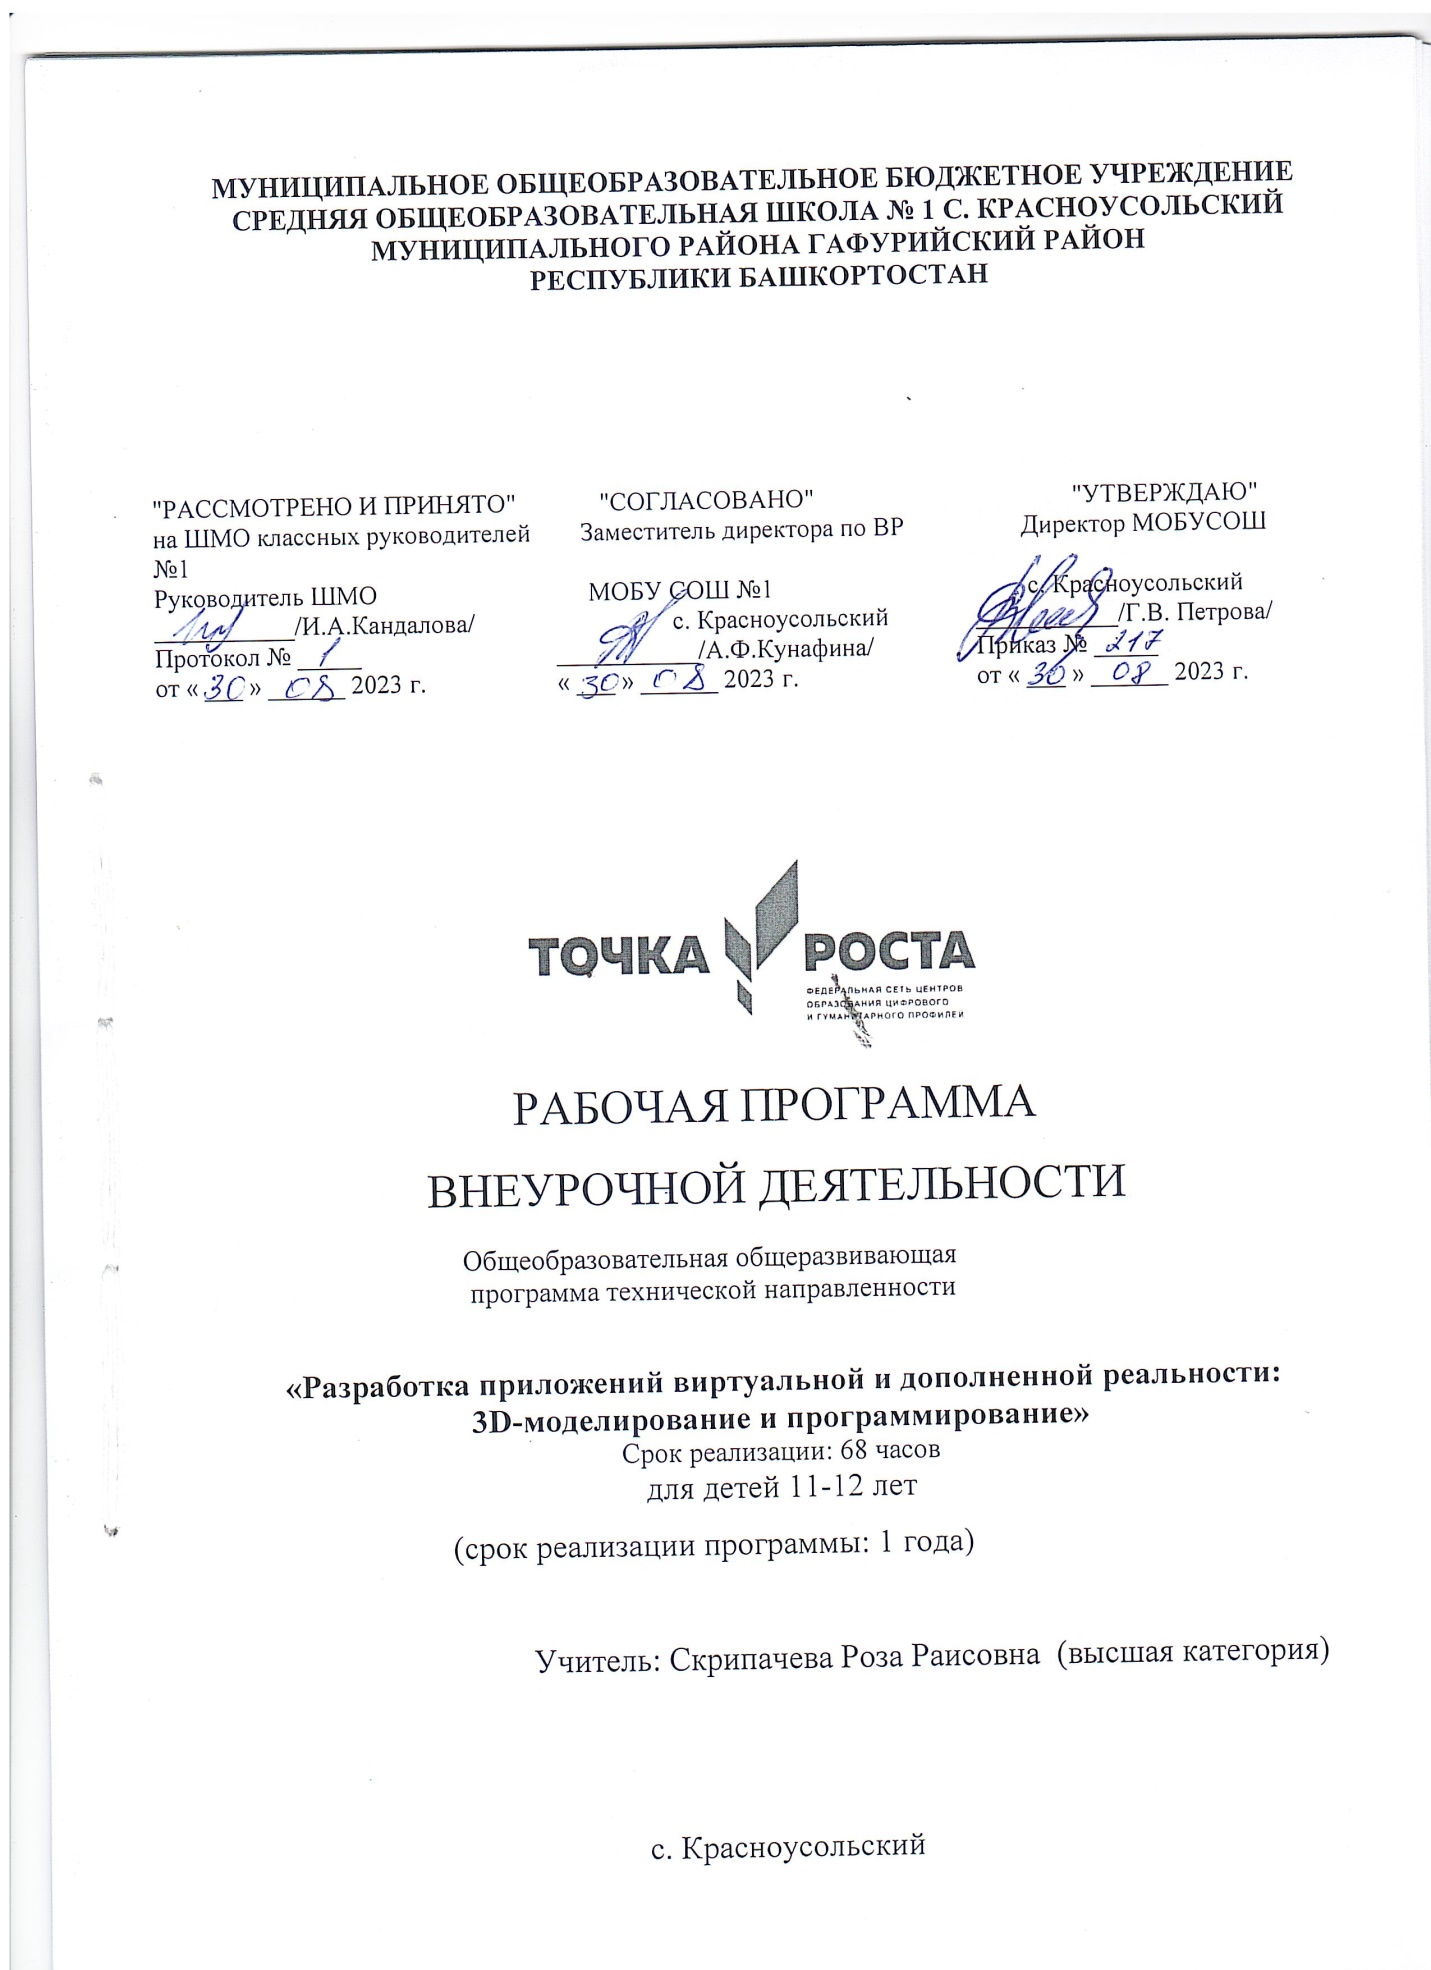 МУНИЦИПАЛЬНОЕ ОБЩЕОБРАЗОВАТЕЛЬНОЕ БЮДЖЕТНОЕ УЧРЕЖДЕНИЕ
СРЕДНЯЯ ОБЩЕОБРАЗОВАТЕЛЬНАЯ ШКОЛА № 1 С. КРАСНОУСОЛЬСКИЙ
МУНИЦИПАЛЬНОГО РАЙОНА ГАФУРИЙСКИЙ РАЙОН
РЕСПУБЛИКИ БАШКОРТОСТАН
"РАССМОТРЕНО И ПРИНЯТО"
на ШМО классных руководителей
№1
Руководитель ШМО
___________/И.А.Кандалова/
Протокол № 1
от « 30 » 08 2023 г.
"СОГЛАСОВАНО"
Заместитель директора по ВР
МОБУ СОШ №1
с. Красноусольский
___________/А.Ф.Кунафина/
« 30 » 08 2023 г.
"УТВЕРЖДАЮ"
Директор МОБУСОШ
с. Красноусольский
___________/Г.В. Петрова/
Приказ № 217
от « 30 » 08 2023 г.
ТОЧКА РОСТА
ФЕДЕРАЛЬНАЯ СЕТЬ ЦЕНТРОВ
ОБРАЗОВАНИЯ ЦИФРОВОГО
И ГУМАНИТАРНОГО ПРОФИЛЕЙ
РАБОЧАЯ ПРОГРАММА
ВНЕУРОЧНОЙ ДЕЯТЕЛЬНОСТИ
Общеобразовательная общеразвивающая
программа технической направленности
«Разработка приложений виртуальной и дополненной реальности:
3D-моделирование и программирование»
Срок реализации: 68 часов
для детей 11-12 лет
(срок реализации программы: 1 года)
Учитель: Скрипачева Роза Раисовна (высшая категория)
с. Красноусольский